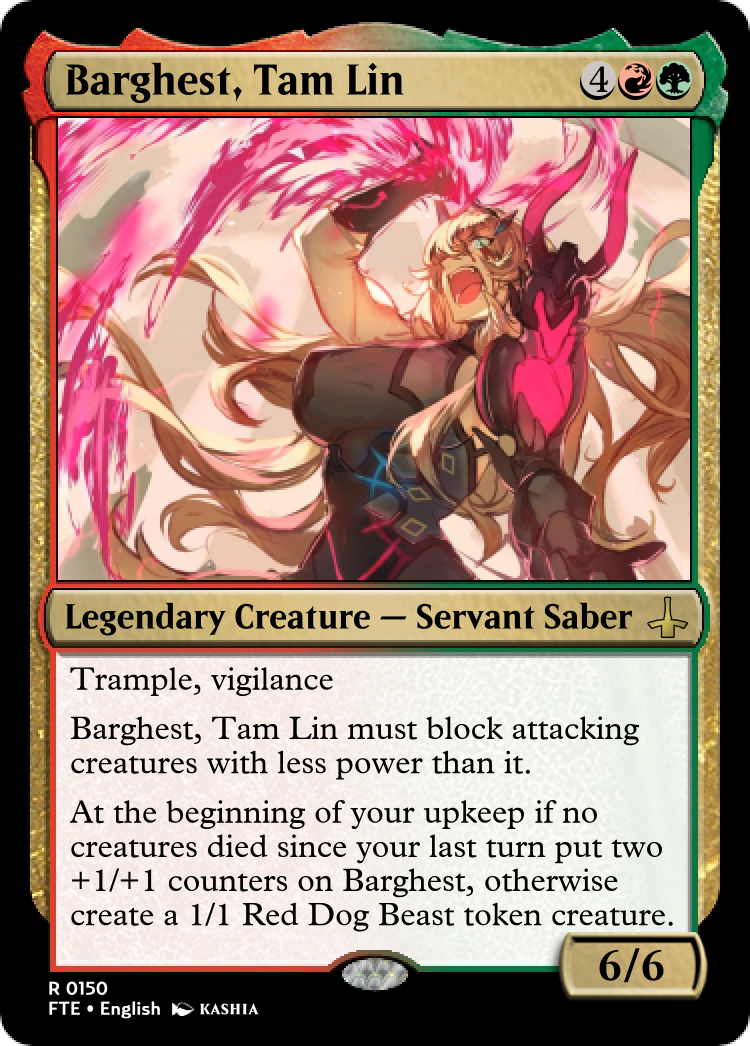 Barghest, Tam Lin 4
Legendary Creature — Servant Saber
Trample, vigilance
Barghest, Tam Lin must block attacking
creatures with less power than it.
At the beginning of your upkeep if no
creatures died since your last turn put two
+1/+1 counters on Barghest, otherwise
create a 1/1 Red Dog Beast token creature.
6/6
R 0150
FTE • English KASHIA